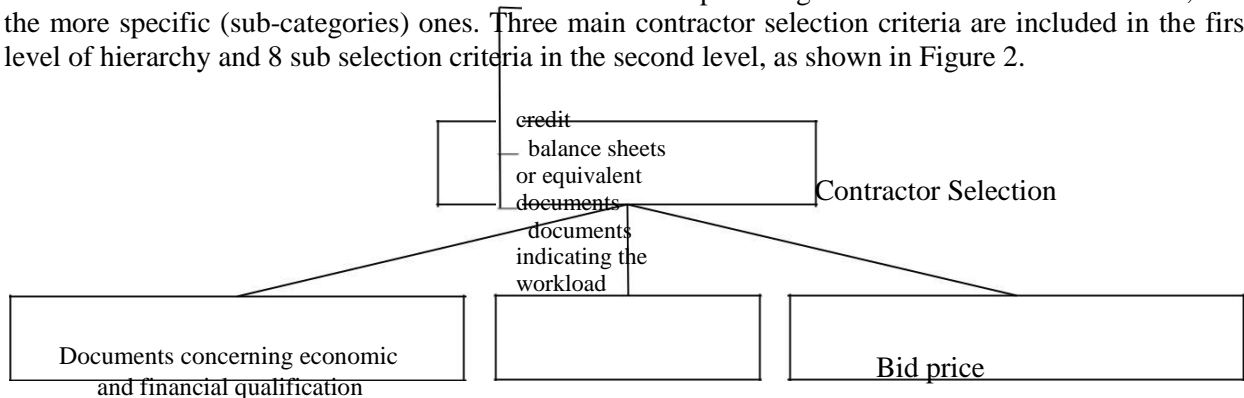 the more specific (sub-categories) ones. Three main contractor selection criteria are included in the firs
level of hierarchy and 8 sub selection criteria in the second level, as shown in Figure 2.
credit
balance sheets
or equivalent
documents
documents
indicating the
workload
Contractor Selection
Documents concerning economic
and financial qualification
Bid price